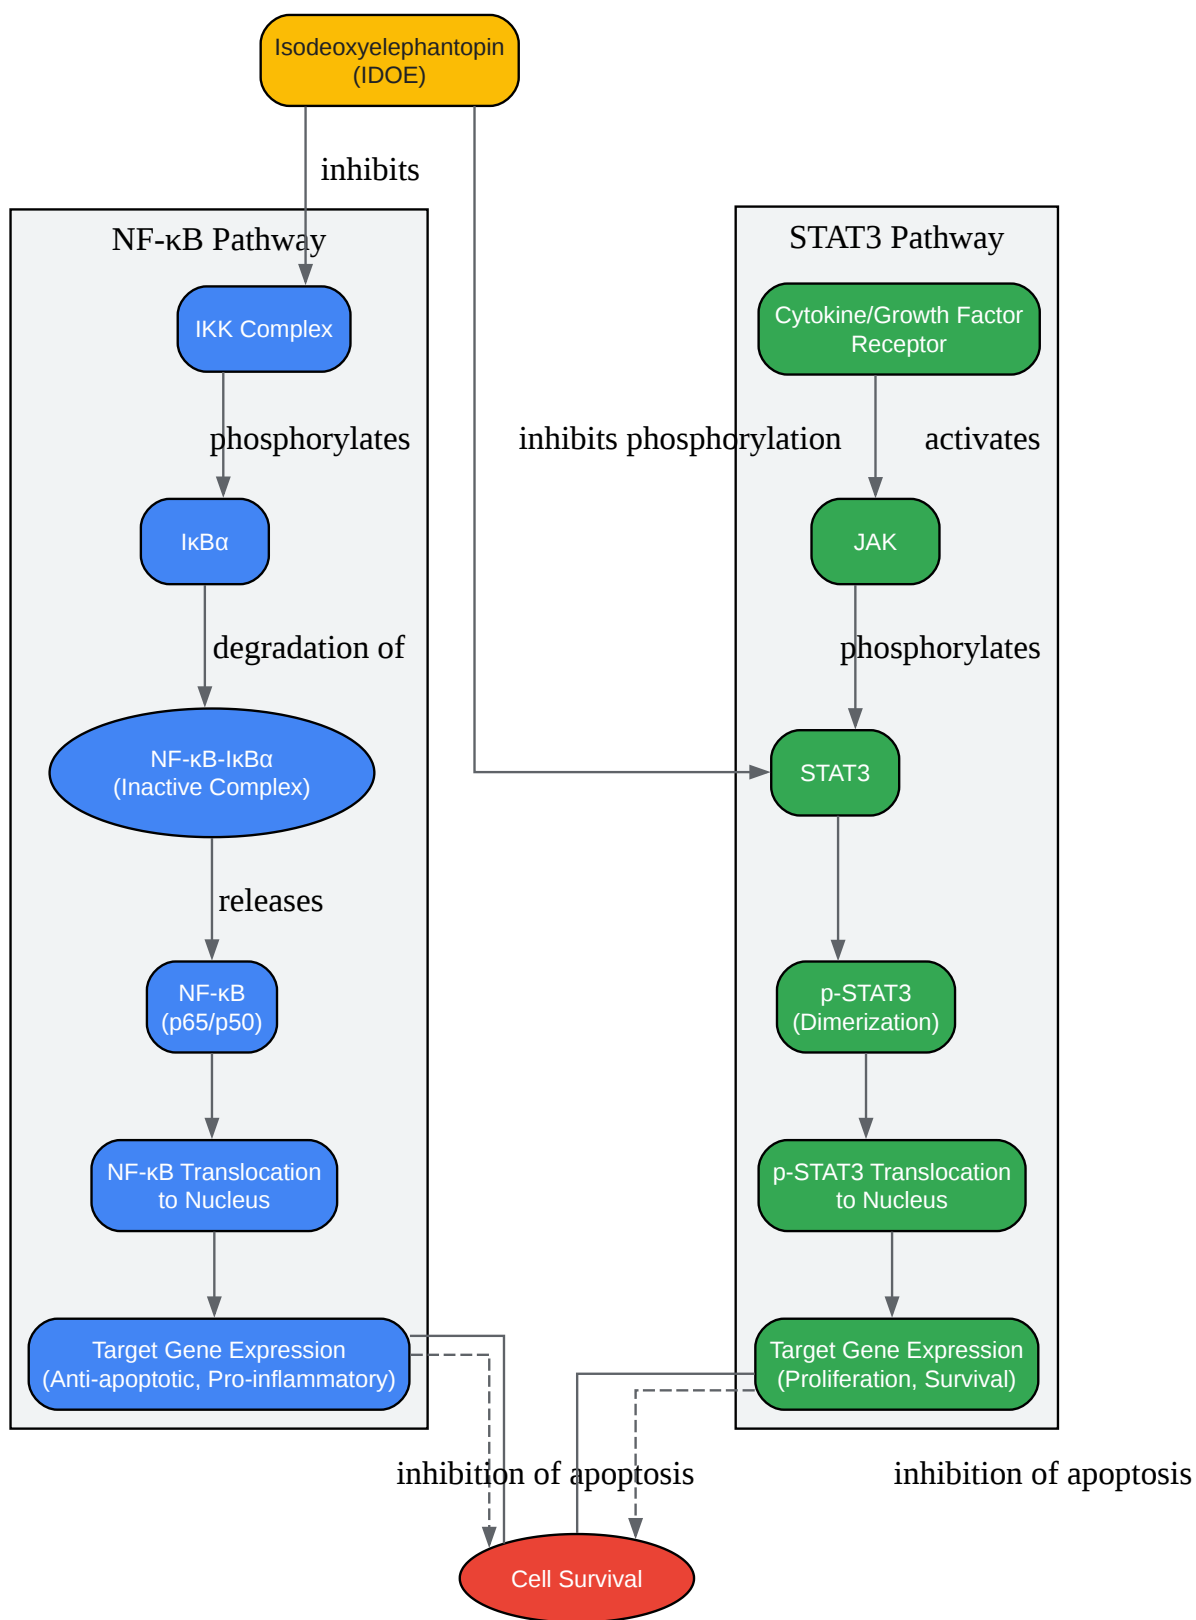 Isodeoxyelephantopin
(IDOE)
inhibits
NF-κB Pathway
STAT3 Pathway
IKK Complex
Cytokine/Growth Factor
Receptor
phosphorylates
inhibits phosphorylation
activates
IκBα
JAK
degradation of
phosphorylates
NF-κB-IκBα
(Inactive Complex)
STAT3
releases
NF-κB
(p65/p50)
p-STAT3
(Dimerization)
NF-κB Translocation
to Nucleus
p-STAT3 Translocation
to Nucleus
Target Gene Expression
(Anti-apoptotic, Pro-inflammatory)
Target Gene Expression
(Proliferation, Survival)
inhibition of apoptosis
inhibition of apoptosis
Cell Survival